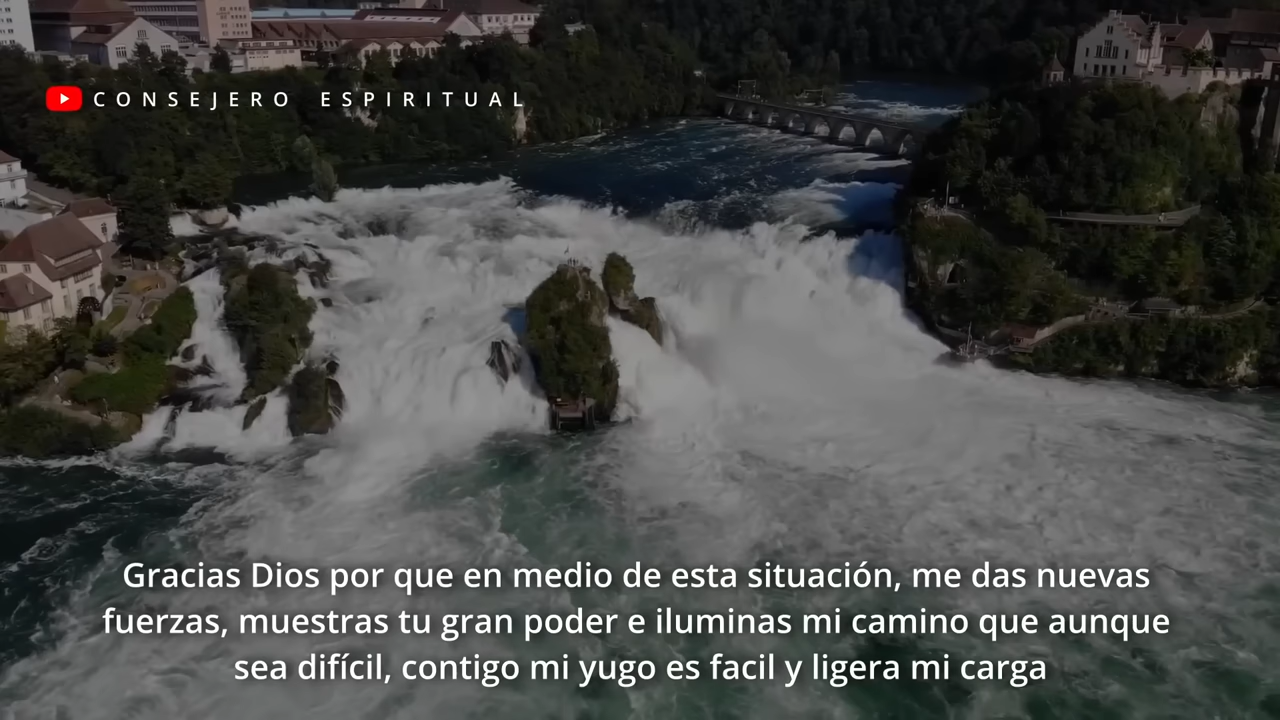 CONSEJERO ESPIRITUAL
Gracias Dios por que en medio de esta situación, me das nuevas
fuerzas, muestras tu gran poder e iluminas mi camino que aunque
sea difícil, contigo mi yugo es facil y ligera mi carga